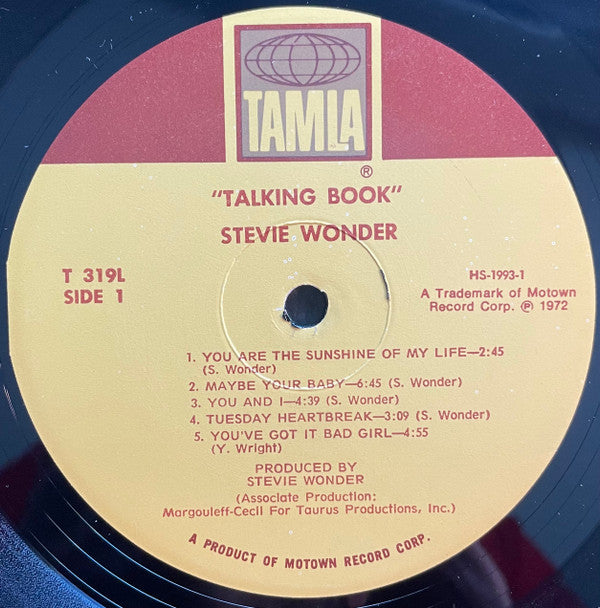 TAMLA
®
"TALKING BOOK"
STEVIE WONDER
T 319L
SIDE 1
HS-1993-1
A Trademark of Motown
Record Corp. ℗ 1972
1. YOU ARE THE SUNSHINE OF MY LIFE—2:45
(S. Wonder)
2. MAYBE YOUR BABY—6:45 (S. Wonder)
3. YOU AND I—4:39 (S. Wonder)
4. TUESDAY HEARTBREAK—3:09 (S. Wonder)
5. YOU'VE GOT IT BAD GIRL—4:55
(Y. Wright)
PRODUCED BY
STEVIE WONDER
(Associate Production:
Margouleff-Cecil For Taurus Productions, Inc.)
A PRODUCT OF MOTOWN RECORD CORP.